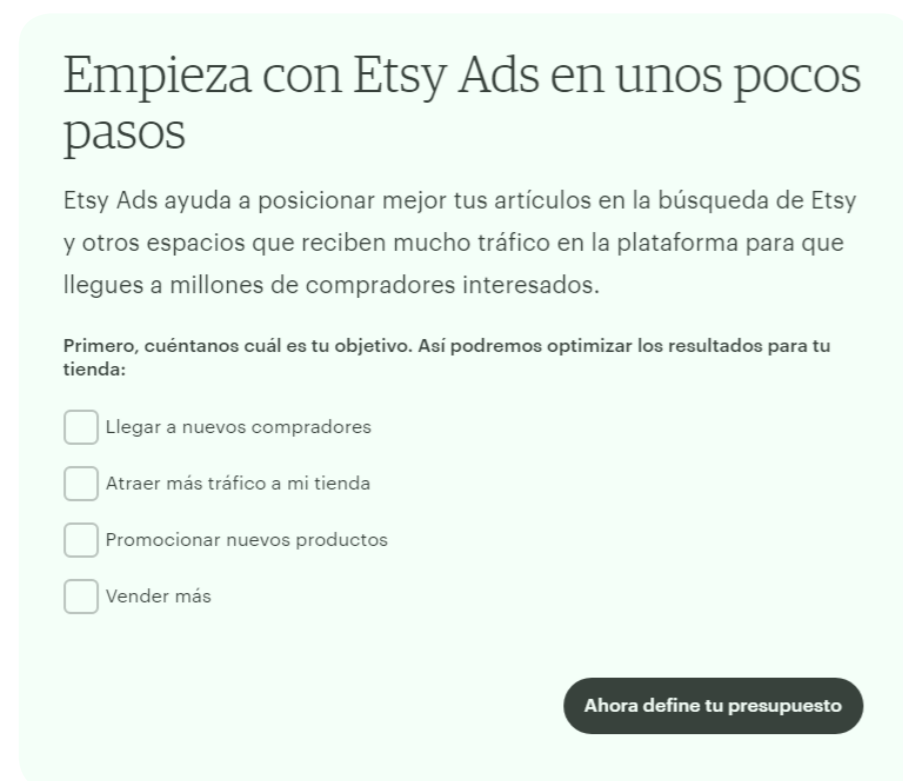 Empieza con Etsy Ads en unos pocos
pasos
Etsy Ads ayuda a posicionar mejor tus artículos en la búsqueda de Etsy
y otros espacios que reciben mucho tráfico en la plataforma para que
llegues a millones de compradores interesados.
Primero, cuéntanos cuál es tu objetivo. Así podremos optimizar los resultados para tu
tienda:
Llegar a nuevos compradores
Atraer más tráfico a mi tienda
Promocionar nuevos productos
Vender más
Ahora define tu presupuesto